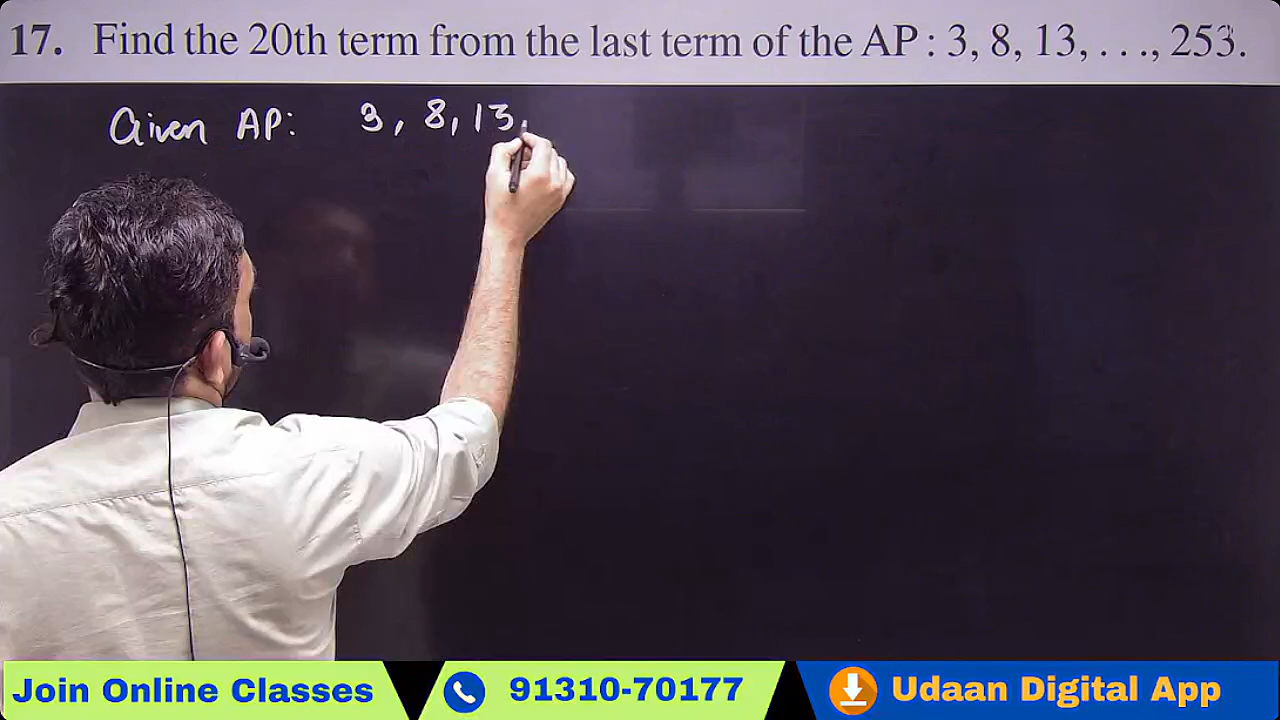 17. Find the 20th term from the last term of the AP : 3, 8, 13, . . ., 253.
Given AP: 3, 8, 13,
Join Online Classes
91310-70177
Udaan Digital App